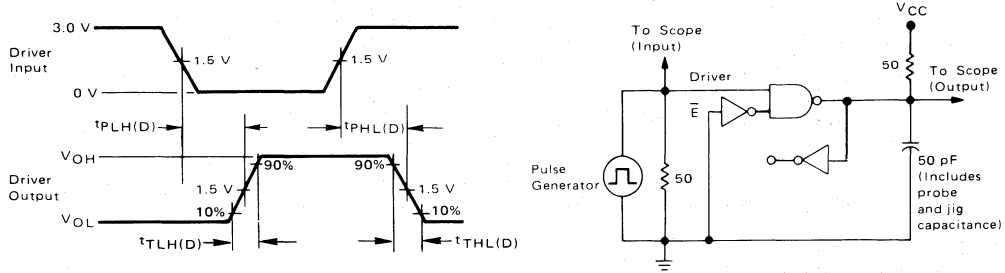 3.0 V
Driver
Input
1.5 V
1.5 V
0 V
tPLH(D)
tPHL(D)
VOH
90%
90%
Driver
Output
1.5 V
1.5 V
10%
10%
VOL
tTLH(D)
tTHL(D)
To Scope
(Input)
VCC
50
To Scope
(Output)
Driver
E̅
Pulse
Generator
50
50 pF
(Includes
probe
and jig
capacitance)